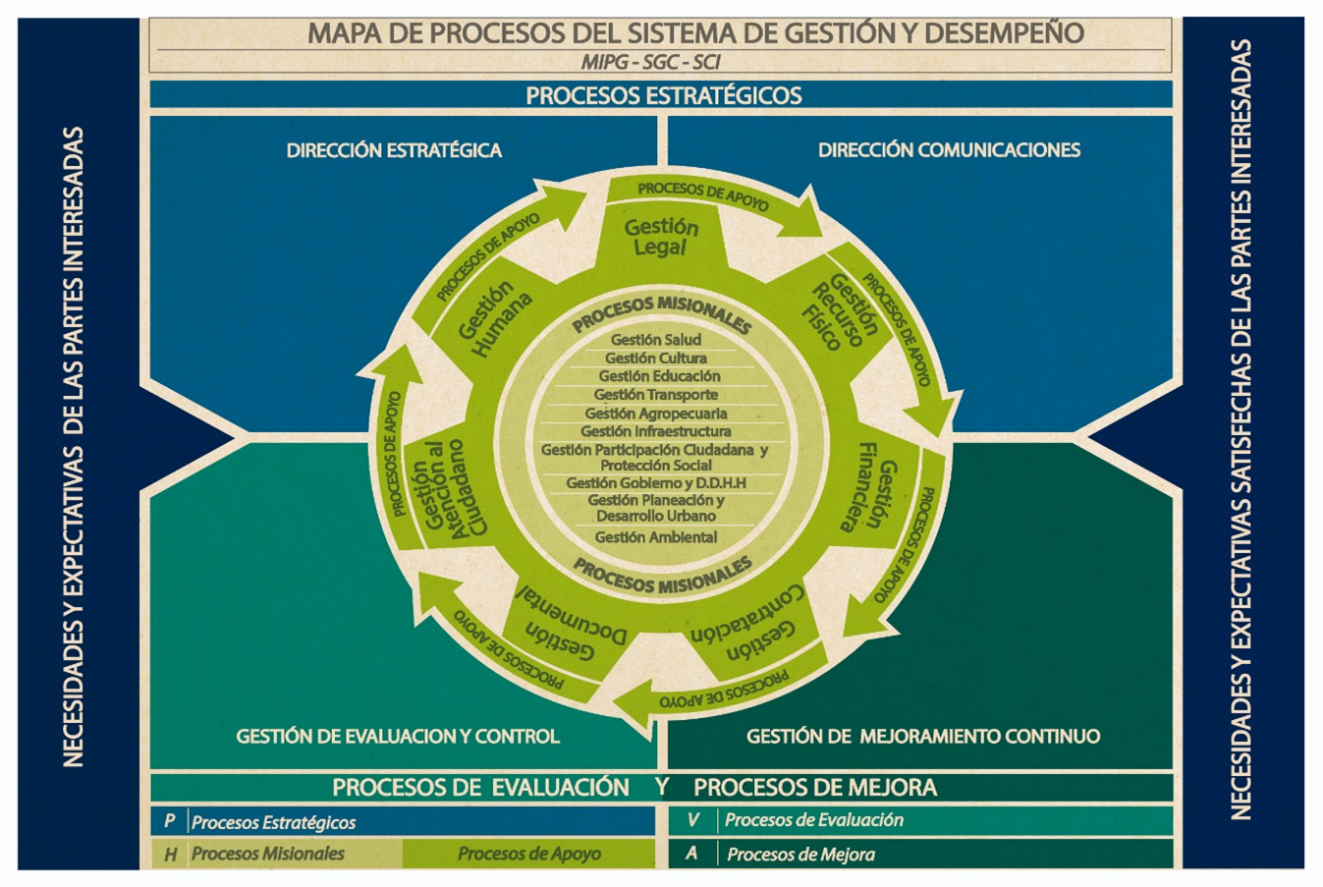 MAPA DE PROCESOS DEL SISTEMA DE GESTIÓN Y DESEMPEÑO
MIPG - SGC - SCI
PROCESOS ESTRATÉGICOS
NECESIDADES Y EXPECTATIVAS DE LAS PARTES INTERESADAS
DIRECCIÓN ESTRATÉGICA
DIRECCIÓN COMUNICACIONES
PROCESOS DE APOYO
Gestión
Legal
PROCESOS DE APOYO
Gestión
Recurso
Físico
PROCESOS DE APOYO
Gestión
Financiera
PROCESOS DE APOYO
Gestión
Contratación
PROCESOS DE APOYO
Gestión
Documental
PROCESOS DE APOYO
Gestión
Atención al
Ciudadano
PROCESOS DE APOYO
Gestión
Humana
PROCESOS MISIONALES
Gestión Salud
Gestión Cultura
Gestión Educación
Gestión Transporte
Gestión Agropecuaria
Gestión Infraestructura
Gestión Participación Ciudadana y
Protección Social
Gestión Gobierno y D.D.H.H
Gestión Planeación y
Desarrollo Urbano
Gestión Ambiental
PROCESOS MISIONALES
NECESIDADES Y EXPECTATIVAS SATISFECHAS DE LAS PARTES INTERESADAS
GESTIÓN DE EVALUACION Y CONTROL
GESTIÓN DE MEJORAMIENTO CONTINUO
PROCESOS DE EVALUACIÓN Y PROCESOS DE MEJORA
P Procesos Estratégicos
V Procesos de Evaluación
H Procesos Misionales Procesos de Apoyo
A Procesos de Mejora